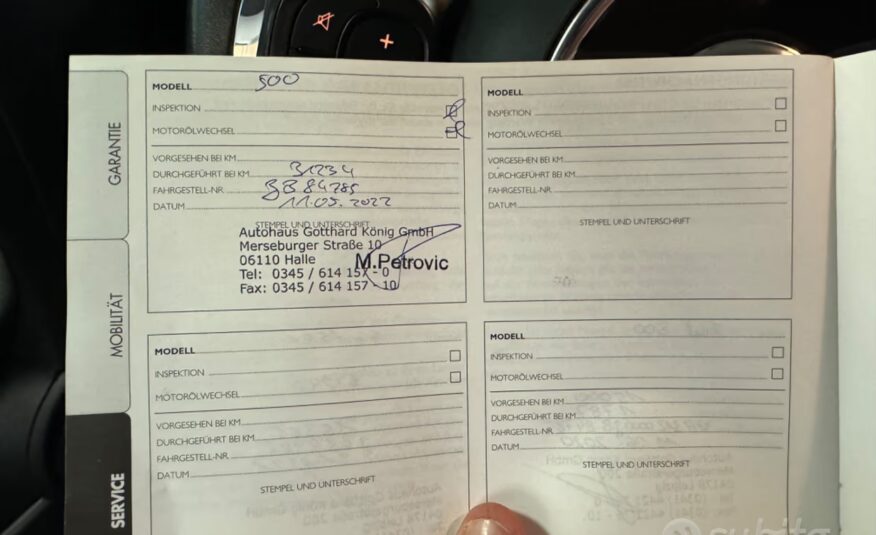 GARANTIE
MOBILITÄT
SERVICE
MODELL 500
INSPEKTION
MOTORÖLWECHSEL
VORGESEHEN BEI KM
DURCHGEFÜHRT BEI KM 31234
FAHRGESTELL-NR. JB84285
DATUM 11.05.2022
STEMPEL UND UNTERSCHRIFT
Autohaus Gotthard König GmbH
Merseburger Straße 10
06110 Halle
M.Petrovic
Tel: 0345 / 614 157 - 0
Fax: 0345 / 614 157 - 10
MODELL
INSPEKTION
MOTORÖLWECHSEL
VORGESEHEN BEI KM
DURCHGEFÜHRT BEI KM
FAHRGESTELL-NR.
DATUM
STEMPEL UND UNTERSCHRIFT
MODELL
INSPEKTION
MOTORÖLWECHSEL
VORGESEHEN BEI KM
DURCHGEFÜHRT BEI KM
FAHRGESTELL-NR.
DATUM
STEMPEL UND UNTERSCHRIFT
MODELL
INSPEKTION
MOTORÖLWECHSEL
VORGESEHEN BEI KM
DURCHGEFÜHRT BEI KM
FAHRGESTELL-NR.
DATUM
STEMPEL UND UNTERSCHRIFT
subito